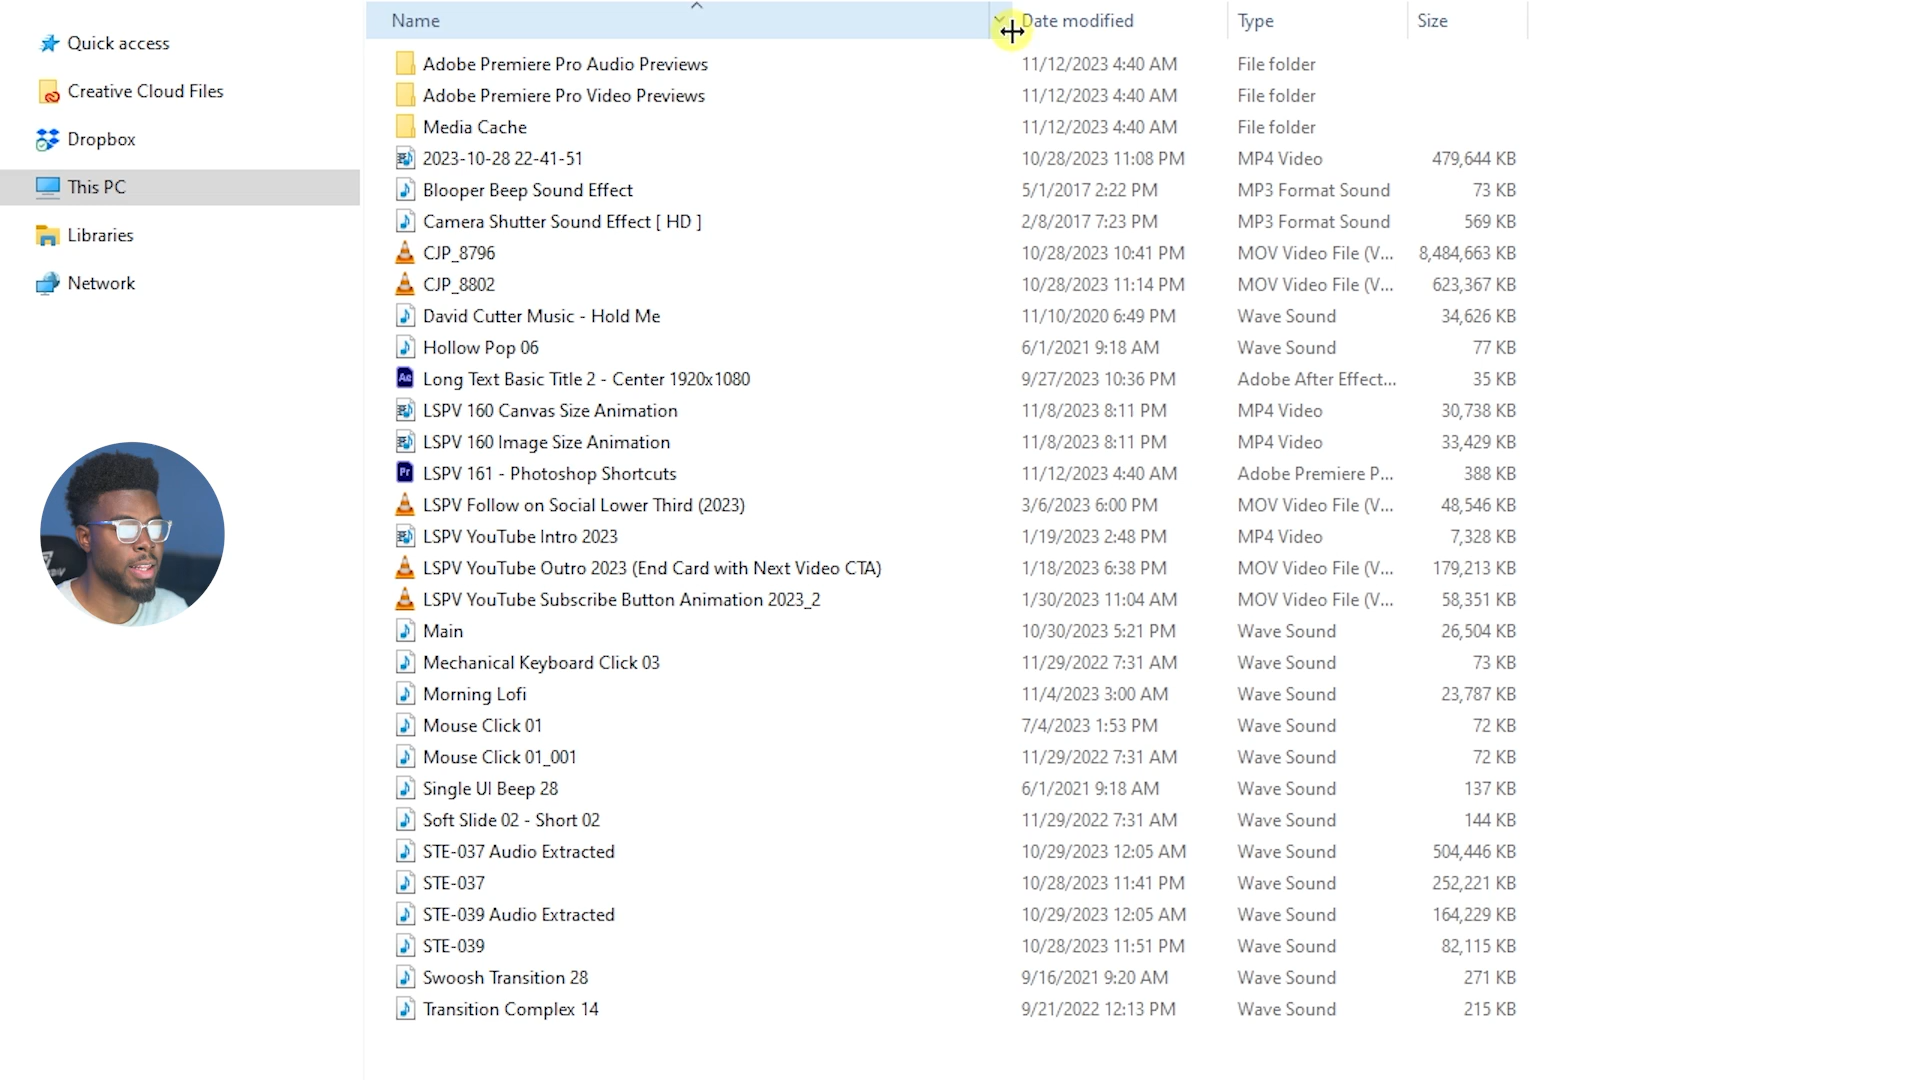 Quick access
Creative Cloud Files
Dropbox
This PC
Libraries
Network
Name Date modified Type Size
Adobe Premiere Pro Audio Previews 11/12/2023 4:40 AM File folder
Adobe Premiere Pro Video Previews 11/12/2023 4:40 AM File folder
Media Cache 11/12/2023 4:40 AM File folder
2023-10-28 22-41-51 10/28/2023 11:08 PM MP4 Video 479,644 KB
Blooper Beep Sound Effect 5/1/2017 2:22 PM MP3 Format Sound 73 KB
Camera Shutter Sound Effect [ HD ] 2/8/2017 7:23 PM MP3 Format Sound 569 KB
CJP_8796 10/28/2023 10:41 PM MOV Video File (V... 8,484,663 KB
CJP_8802 10/28/2023 11:14 PM MOV Video File (V... 623,367 KB
David Cutter Music - Hold Me 11/10/2020 6:49 PM Wave Sound 34,626 KB
Hollow Pop 06 6/1/2021 9:18 AM Wave Sound 77 KB
Ae Long Text Basic Title 2 - Center 1920x1080 9/27/2023 10:36 PM Adobe After Effect... 35 KB
LSPV 160 Canvas Size Animation 11/8/2023 8:11 PM MP4 Video 30,738 KB
LSPV 160 Image Size Animation 11/8/2023 8:11 PM MP4 Video 33,429 KB
Pr LSPV 161 - Photoshop Shortcuts 11/12/2023 4:40 AM Adobe Premiere P... 388 KB
LSPV Follow on Social Lower Third (2023) 3/6/2023 6:00 PM MOV Video File (V... 48,546 KB
LSPV YouTube Intro 2023 1/19/2023 2:48 PM MP4 Video 7,328 KB
LSPV YouTube Outro 2023 (End Card with Next Video CTA) 1/18/2023 6:38 PM MOV Video File (V... 179,213 KB
LSPV YouTube Subscribe Button Animation 2023_2 1/30/2023 11:04 AM MOV Video File (V... 58,351 KB
Main 10/30/2023 5:21 PM Wave Sound 26,504 KB
Mechanical Keyboard Click 03 11/29/2022 7:31 AM Wave Sound 73 KB
Morning Lofi 11/4/2023 3:00 AM Wave Sound 23,787 KB
Mouse Click 01 7/4/2023 1:53 PM Wave Sound 72 KB
Mouse Click 01_001 11/29/2022 7:31 AM Wave Sound 72 KB
Single UI Beep 28 6/1/2021 9:18 AM Wave Sound 137 KB
Soft Slide 02 - Short 02 11/29/2022 7:31 AM Wave Sound 144 KB
STE-037 Audio Extracted 10/29/2023 12:05 AM Wave Sound 504,446 KB
STE-037 10/28/2023 11:41 PM Wave Sound 252,221 KB
STE-039 Audio Extracted 10/29/2023 12:05 AM Wave Sound 164,229 KB
STE-039 10/28/2023 11:51 PM Wave Sound 82,115 KB
Swoosh Transition 28 9/16/2021 9:20 AM Wave Sound 271 KB
Transition Complex 14 9/21/2022 12:13 PM Wave Sound 215 KB